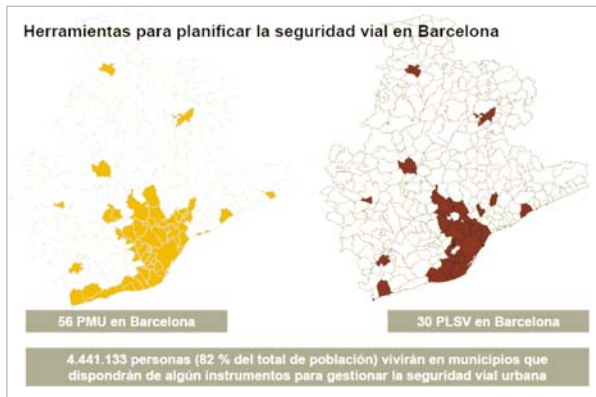 Herramientas para planificar la seguridad vial en Barcelona
56 PMU en Barcelona
30 PLSV en Barcelona
4.441.133 personas (82 % del total de población) vivirán en municipios que
dispondrán de algún instrumentos para gestionar la seguridad vial urbana